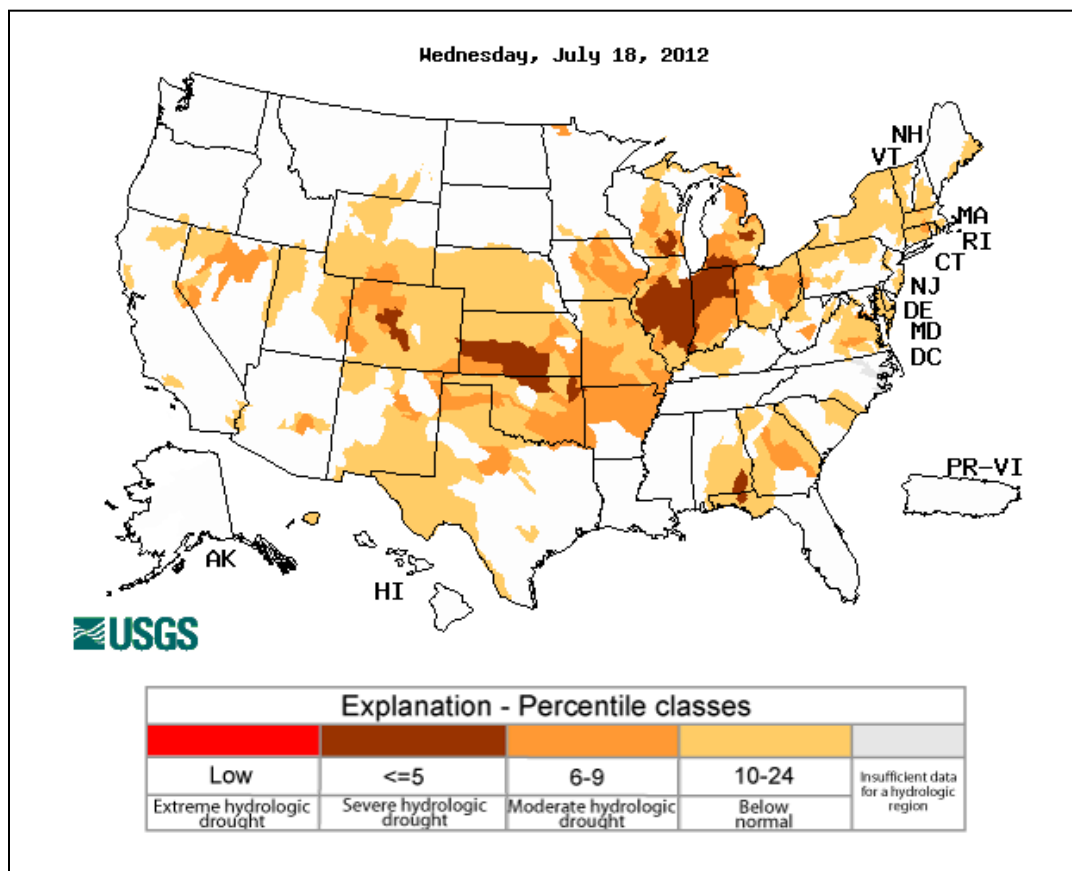 Wednesday, July 18, 2012
NH
VT
MA
RI
CT
NJ
DE
MD
DC
PR-VI
AK
HI
USGS
Explanation - Percentile classes
Low
<=5
6-9
10-24
Insufficient data
for a hydrologic
region
Extreme hydrologic
drought
Severe hydrologic
drought
Moderate hydrologic
drought
Below
normal